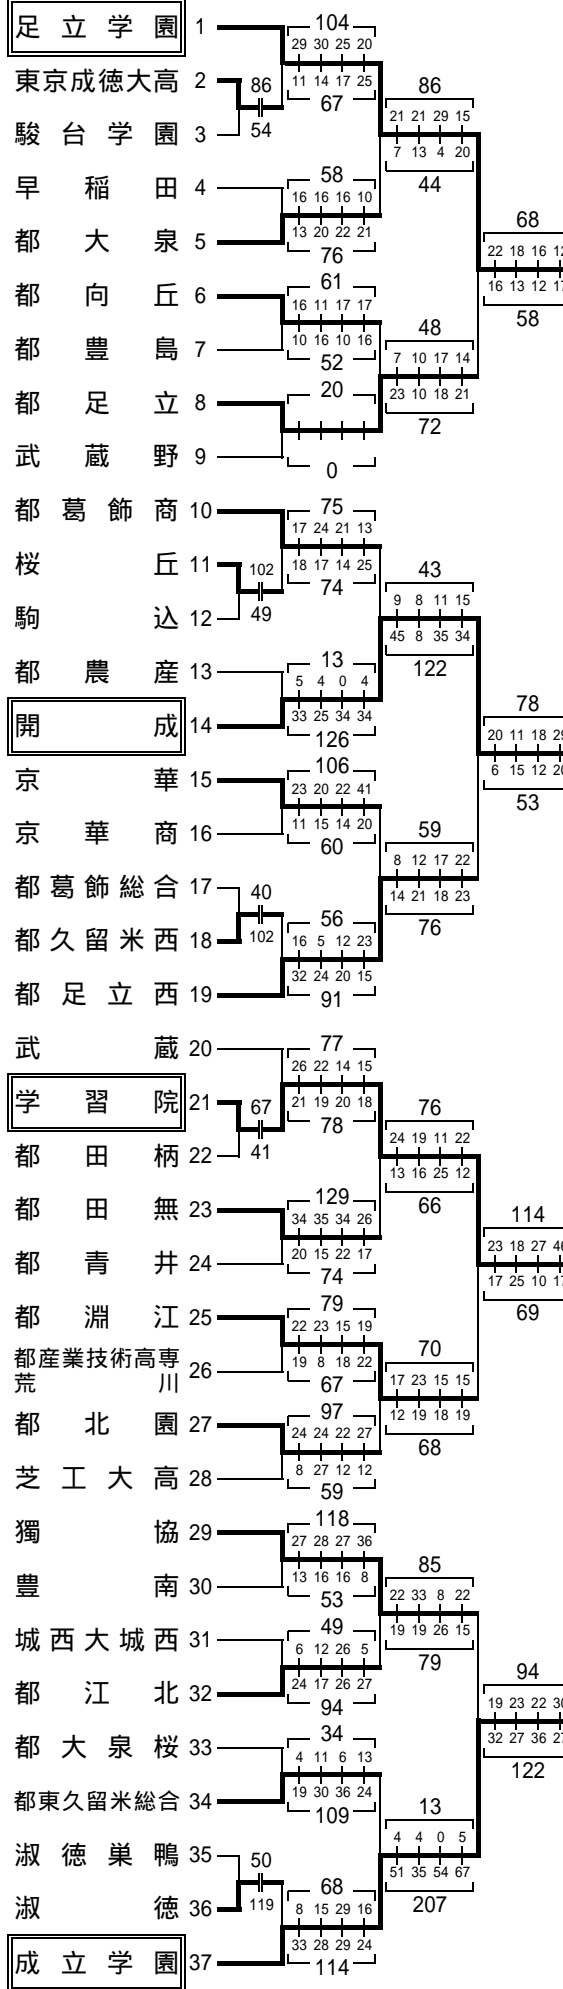 足立学園 1
104
29 30 25 20
11 14 17 25
67
東京成徳大高 2
86
54
駿台学園 3
86
21 21 29 15
7 13 4 20
44
早稲田 4
58
16 16 16 10
13 20 22 21
76
都大泉 5
68
22 18 16 12
16 13 12 17
58
都向丘 6
61
16 11 17 17
10 16 10 16
52
都豊島 7
48
7 10 17 14
23 10 18 21
72
都足立 8
20
0
武蔵野 9
都葛飾商 10
75
17 24 21 13
18 17 14 25
74
桜丘 11
102
49
駒込 12
43
9 8 11 15
45 8 35 34
122
都農産 13
13
5 4 0 4
33 25 34 34
126
開成 14
78
20 11 18 29
6 15 12 20
53
京華 15
106
23 20 22 41
11 15 14 20
60
京華商 16
59
8 12 17 22
14 21 18 23
76
都葛飾総合 17
40
102
都久留米西 18
56
16 5 12 23
32 24 20 15
91
都足立西 19
武蔵 20
77
26 22 14 15
21 19 20 18
78
学習院 21
67
41
都田柄 22
76
24 19 11 22
13 16 25 12
66
都田無 23
129
34 35 34 26
20 15 22 17
74
都青井 24
114
23 18 27 46
17 25 10 17
69
都淵江 25
79
22 23 15 19
19 8 18 22
67
都産業技術高専
荒川 26
70
17 23 15 15
12 19 18 19
68
都北園 27
97
24 24 22 27
8 27 12 12
59
芝工大高 28
獨協 29
118
27 28 27 36
13 16 16 8
53
豊南 30
85
22 33 8 22
19 19 26 15
79
城西大城西 31
49
6 12 26 5
24 17 26 27
94
都江北 32
94
19 23 22 30
32 27 36 27
122
都大泉桜 33
34
4 11 6 13
19 30 36 24
109
都東久留米総合 34
13
4 4 0 5
51 35 54 67
207
淑徳巣鴨 35
50
119
淑徳 36
68
8 15 29 16
33 28 29 24
114
成立学園 37